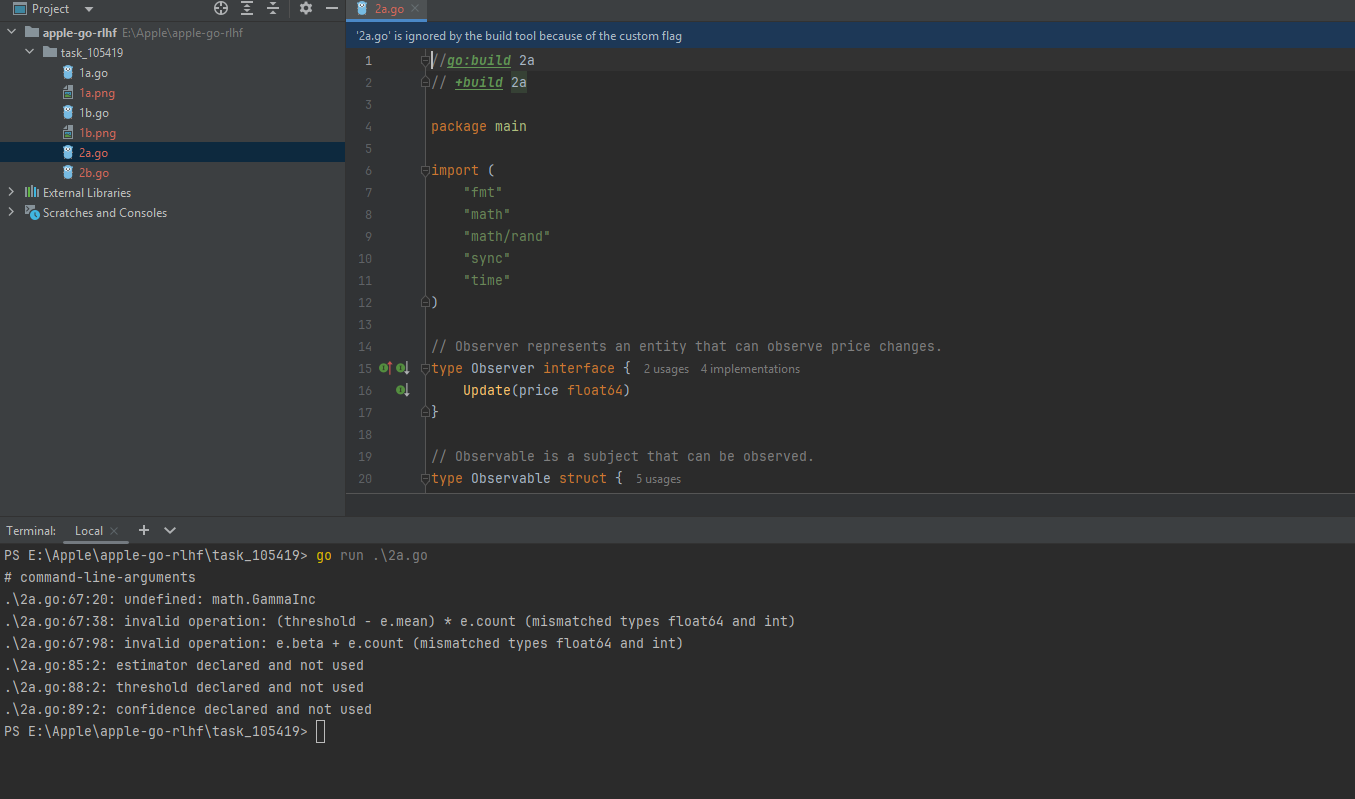 Project
apple-go-rlhf E:\Apple\apple-go-rlhf
task_105419
1a.go
1a.png
1b.go
1b.png
2a.go
2b.go
External Libraries
Scratches and Consoles
2a.go
'2a.go' is ignored by the build tool because of the custom flag
1 //go:build 2a
2 // +build 2a
3
4 package main
5
6 import (
7 "fmt"
8 "math"
9 "math/rand"
10 "sync"
11 "time"
12 )
13
14 // Observer represents an entity that can observe price changes.
15 type Observer interface { 2 usages 4 implementations
16 Update(price float64)
17 }
18
19 // Observable is a subject that can be observed.
20 type Observable struct { 5 usages
Terminal: Local
PS E:\Apple\apple-go-rlhf\task_105419> go run .\2a.go
# command-line-arguments
.\2a.go:67:20: undefined: math.GammaInc
.\2a.go:67:38: invalid operation: (threshold - e.mean) * e.count (mismatched types float64 and int)
.\2a.go:67:98: invalid operation: e.beta + e.count (mismatched types float64 and int)
.\2a.go:85:2: estimator declared and not used
.\2a.go:88:2: threshold declared and not used
.\2a.go:89:2: confidence declared and not used
PS E:\Apple\apple-go-rlhf\task_105419>